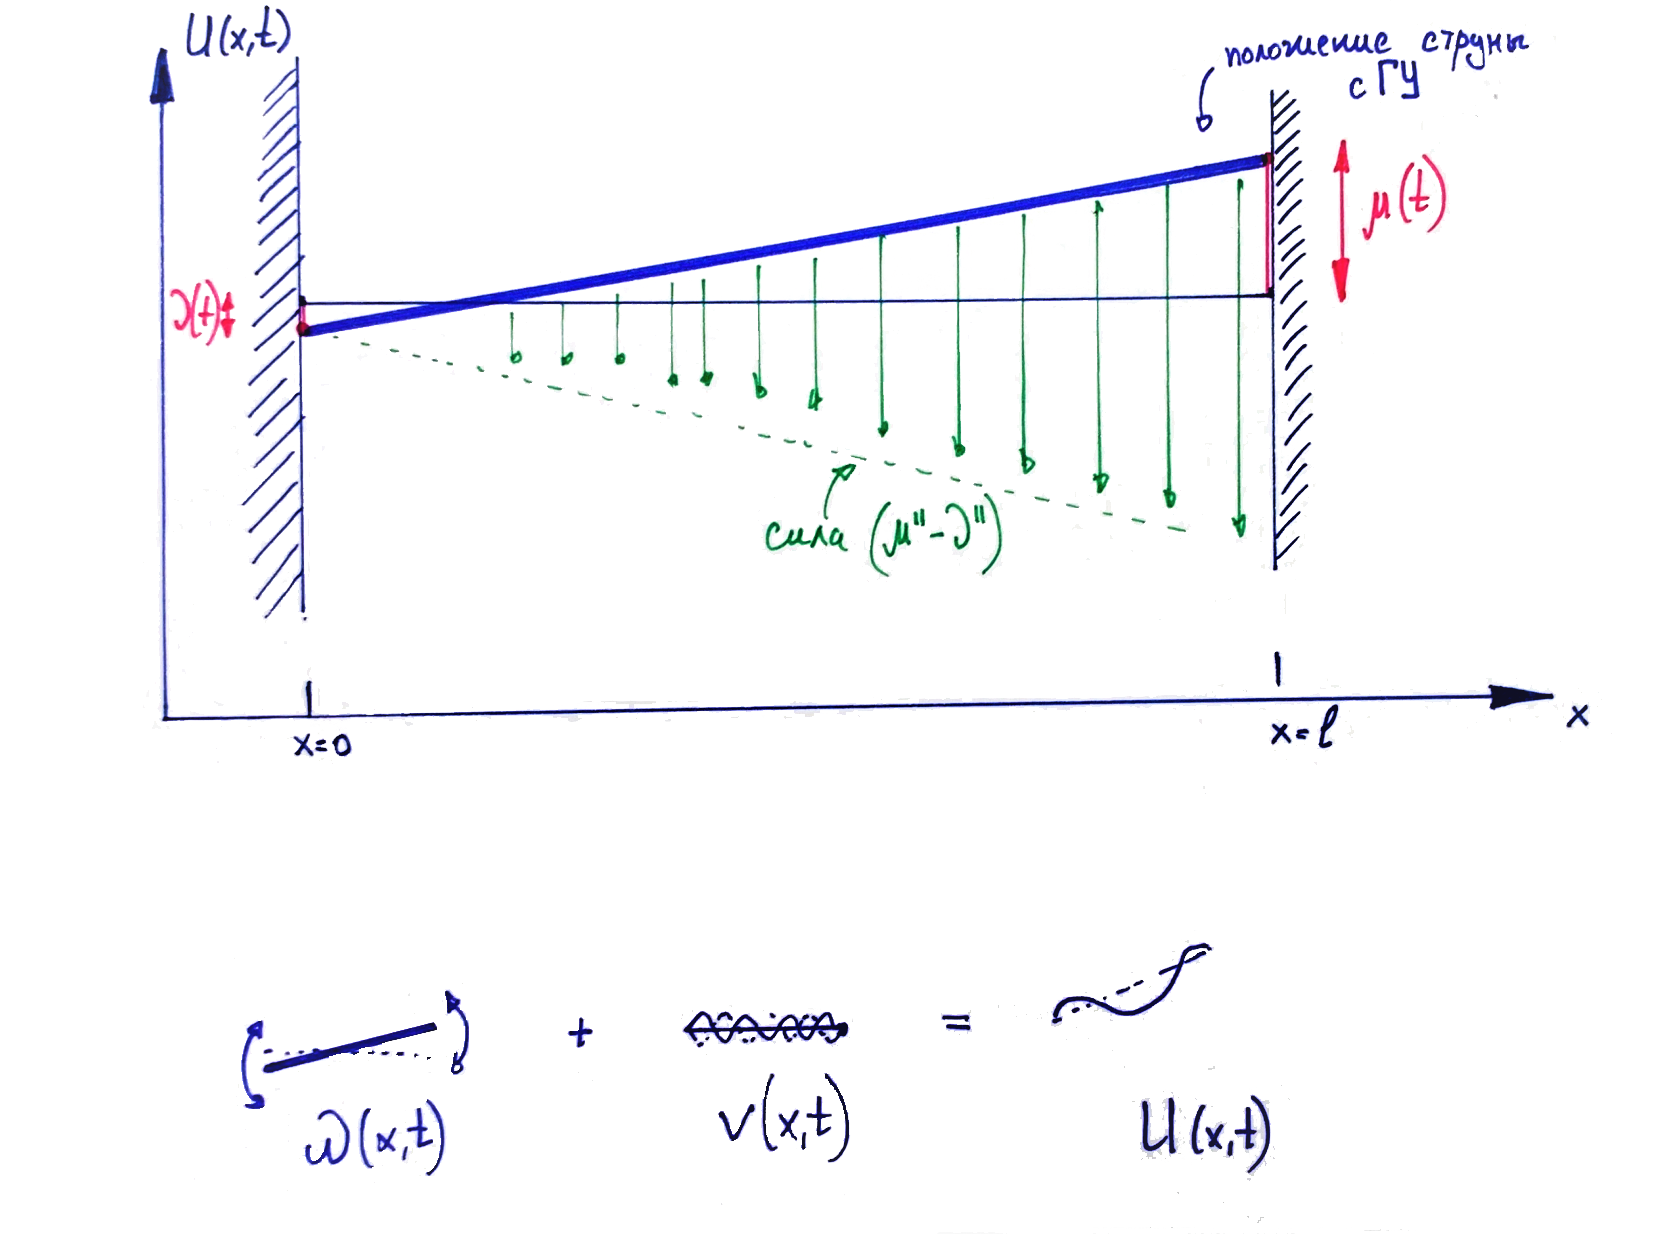 U(x,t)
положение струны
с ГУ
μ(t)
ν(t)
сила (μ"-ν")
x=0
x=l
x
+
=
ω(x,t)
v(x,t)
U(x,t)